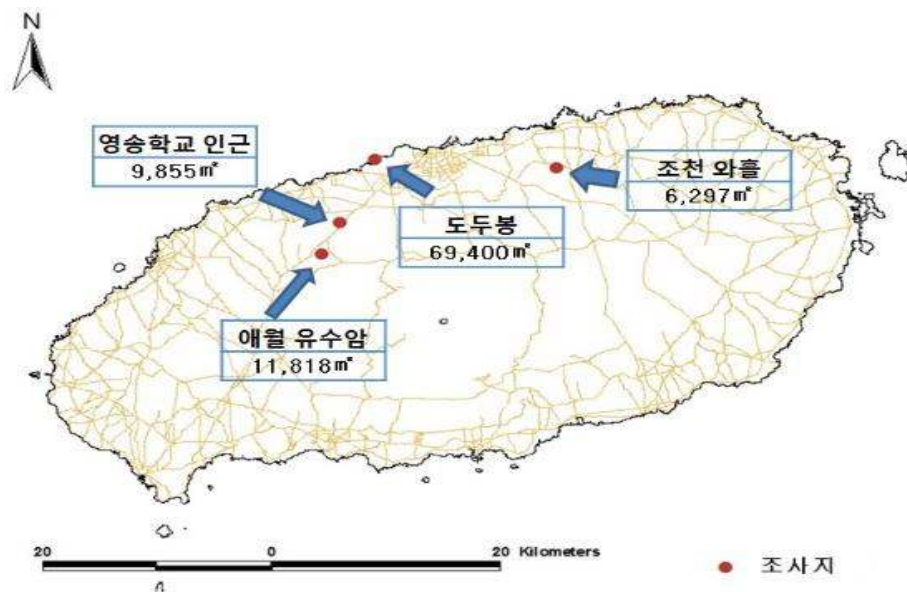 N
영송학교 인근
9,855㎡
조천 와흘
6,297㎡
도두봉
69,400㎡
애월 유수암
11,818㎡
20 0 20 Kilometers
조사지